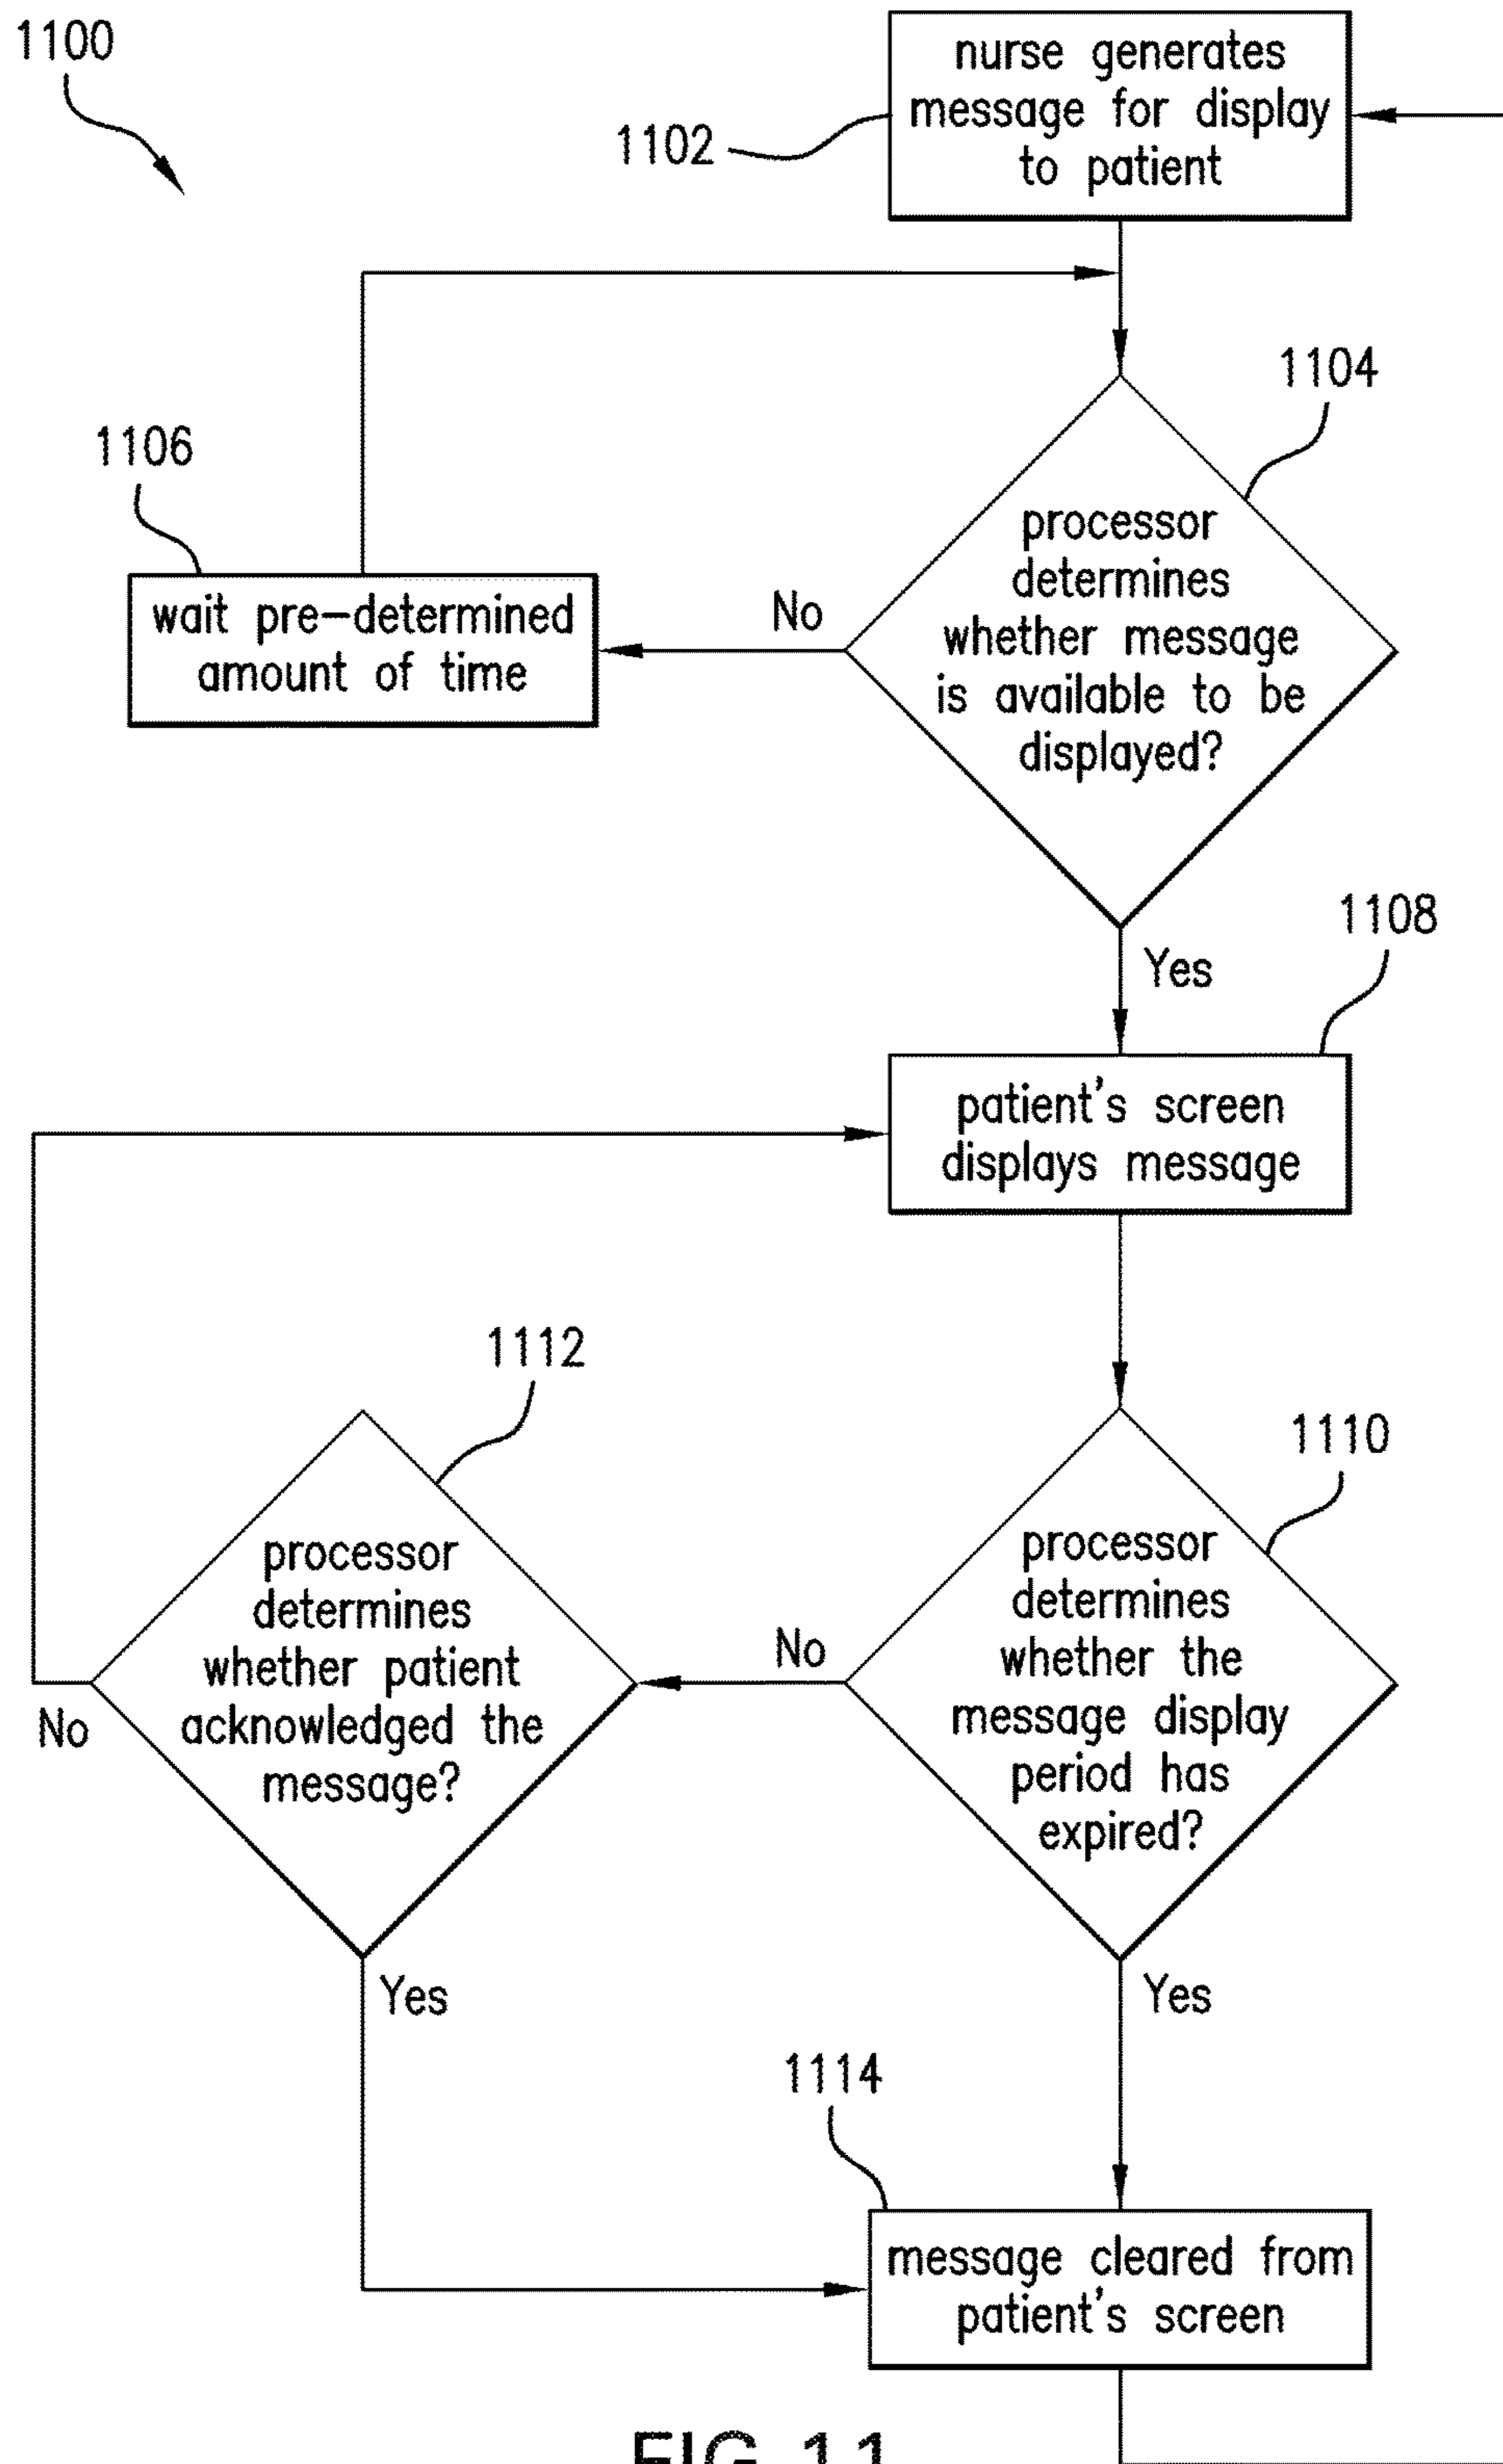 1100
nurse generates
message for display
to patient
1102
1104
1106
processor
determines
whether message
is available to be
displayed?
No
wait pre-determined
amount of time
Yes
1108
patient's screen
displays message
1112
1110
processor
determines
whether the
message display
period has
expired?
No
processor
determines
whether patient
acknowledged the
message?
No
Yes
Yes
1114
message cleared from
patient's screen
FIG. 11